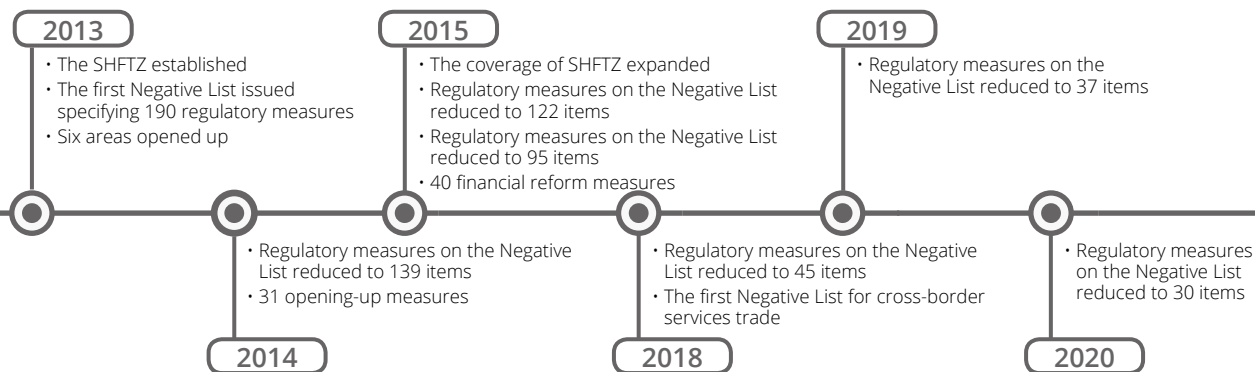 2013
• The SHFTZ established
• The first Negative List issued
specifying 190 regulatory measures
• Six areas opened up
2014
• Regulatory measures on the Negative
List reduced to 139 items
• 31 opening-up measures
2015
• The coverage of SHFTZ expanded
• Regulatory measures on the Negative List
reduced to 122 items
• Regulatory measures on the Negative List
reduced to 95 items
• 40 financial reform measures
2018
• Regulatory measures on the Negative
List reduced to 45 items
• The first Negative List for cross-border
services trade
2019
• Regulatory measures on the
Negative List reduced to 37 items
2020
• Regulatory measures
on the Negative List
reduced to 30 items